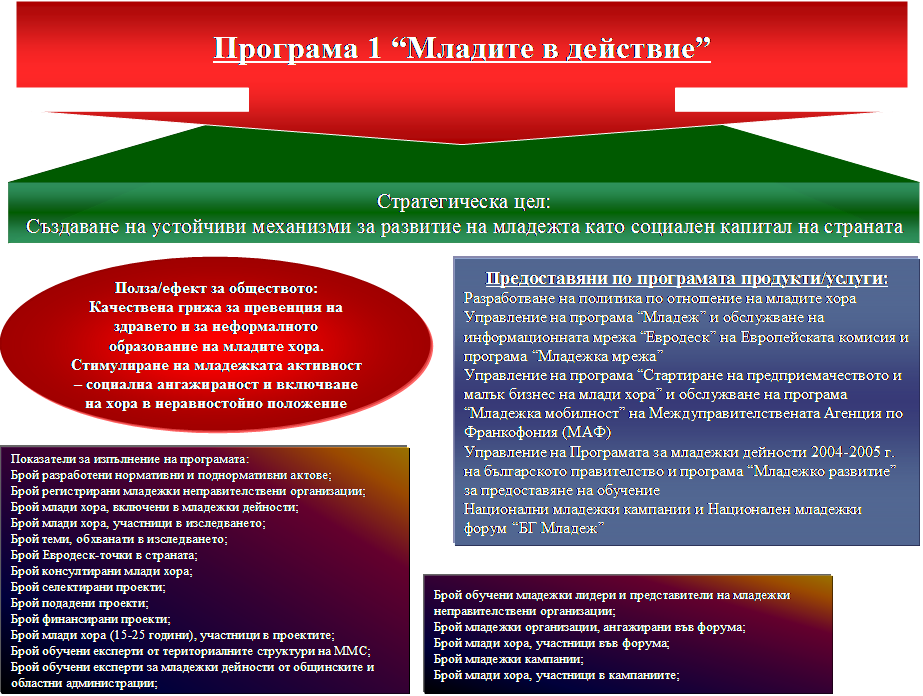 Програма 1 “Младите в действие”
Стратегическа цел:
Създаване на устойчиви механизми за развитие на младежта като социален капитал на страната
Полза/ефект за обществото:
Качествена грижа за превенция на
здравето и за неформалното
образование на младите хора.
Стимулиране на младежката активност
– социална ангажираност и включване
на хора в неравностойно положение
Предоставяни по програмата продукти/услуги:
Разработване на политика по отношение на младите хора
Управление на програма “Младеж” и обслужване на
информационната мрежа “Евродеск” на Европейската комисия и
програма “Младежка мрежа”
Управление на програма “Стартиране на предприемачеството и
малък бизнес на млади хора” и обслужване на програма
“Младежка мобилност” на Междуправителствената Агенция по
Франкофония (МАФ)
Управление на Програмата за младежки дейности 2004-2005 г.
на българското правителство и програма “Младежко развитие”
за предоставяне на обучение
Национални младежки кампании и Национален младежки
форум “БГ Младеж”
Показатели за изпълнение на програмата:
Брой разработени нормативни и поднормативни актове;
Брой регистрирани младежки неправителствени организации;
Брой млади хора, включени в младежки дейности;
Брой млади хора, участници в изследването;
Брой теми, обхванати в изследването;
Брой Евродеск-точки в страната;
Брой консултирани млади хора;
Брой селектирани проекти;
Брой подадени проекти;
Брой финансирани проекти;
Брой млади хора (15-25 години), участници в проектите;
Брой обучени експерти от териториалните структури на ММС;
Брой обучени експерти за младежки дейности от общинските и
областни администрации;
Брой обучени младежки лидери и представители на младежки
неправителствени организации;
Брой младежки организации, ангажирани във форума;
Брой млади хора, участници във форума;
Брой младежки кампании;
Брой млади хора, участници в кампаниите;